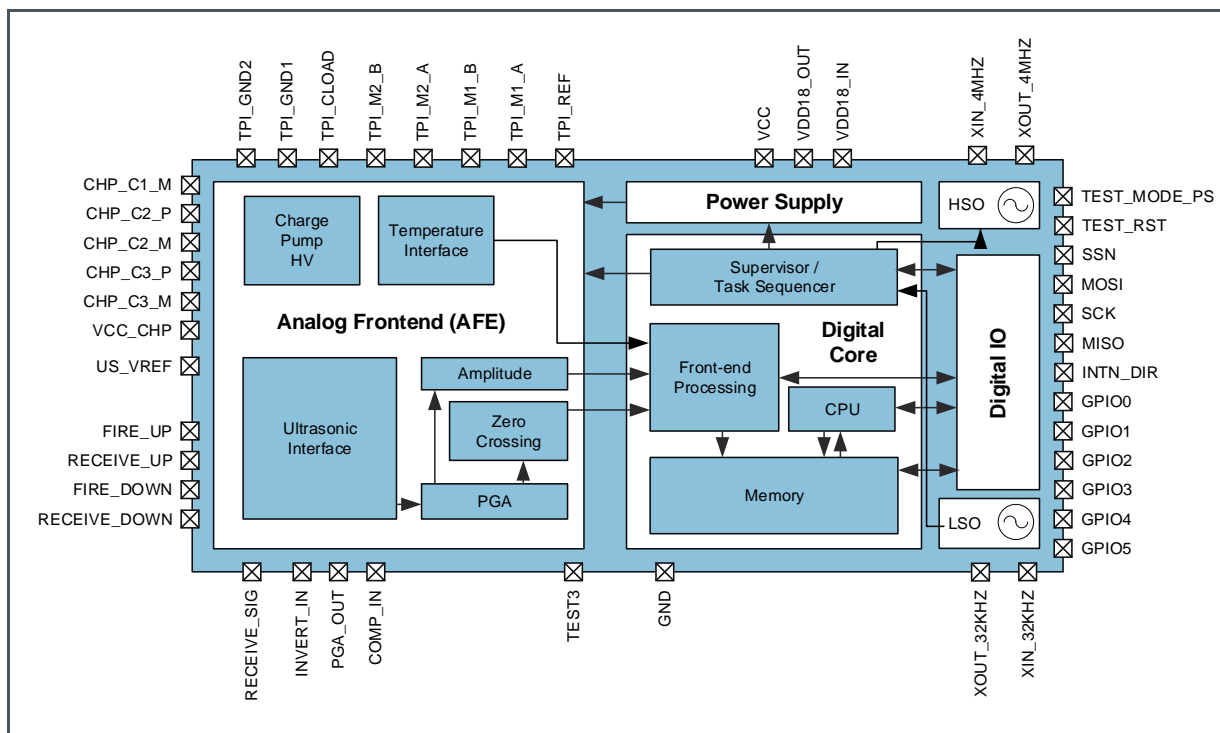 TPI_GND2
TPI_GND1
TPI_CLOAD
TPI_M2_B
TPI_M2_A
TPI_M1_B
TPI_M1_A
TPI_REF
VCC
VDD18_OUT
VDD18_IN
XIN_4MHZ
XOUT_4MHZ
CHP_C1_M
CHP_C2_P
CHP_C2_M
CHP_C3_P
CHP_C3_M
VCC_CHP
US_VREF
FIRE_UP
RECEIVE_UP
FIRE_DOWN
RECEIVE_DOWN
Charge
Pump
HV
Temperature
Interface
Analog Frontend (AFE)
Ultrasonic
Interface
Amplitude
Zero
Crossing
PGA
Power Supply
Supervisor /
Task Sequencer
Digital
Core
Front-end
Processing
CPU
Memory
HSO
Digital IO
LSO
TEST_MODE_PS
TEST_RST
SSN
MOSI
SCK
MISO
INTN_DIR
GPIO0
GPIO1
GPIO2
GPIO3
GPIO4
GPIO5
RECEIVE_SIG
INVERT_IN
PGA_OUT
COMP_IN
TEST3
GND
XOUT_32KHZ
XIN_32KHZ